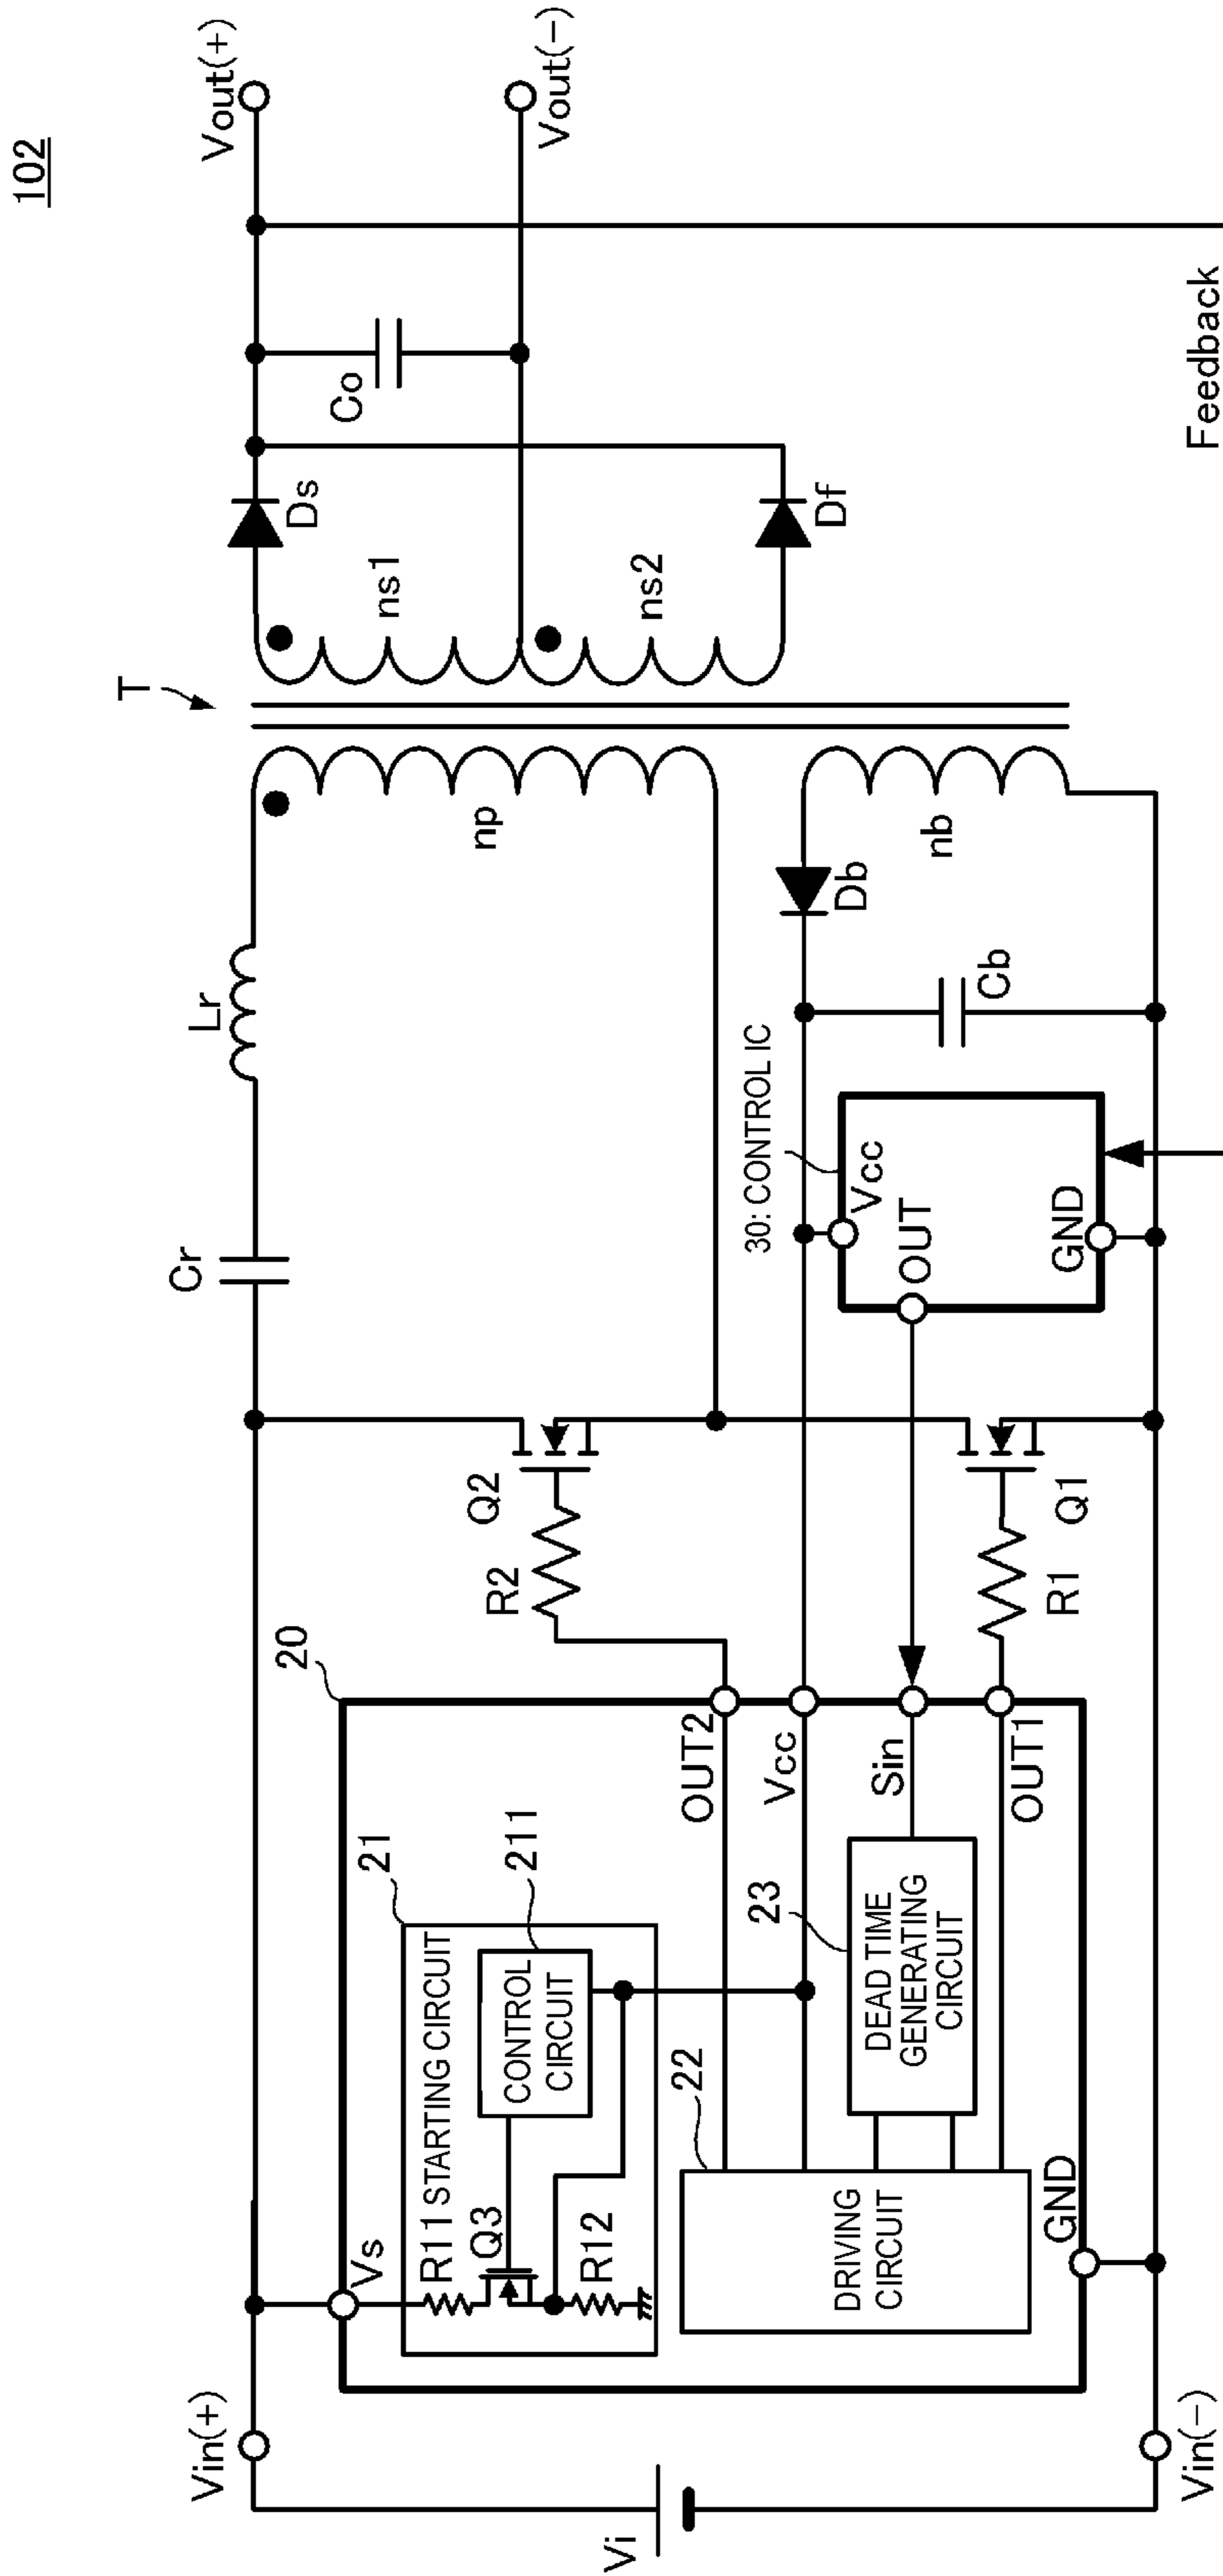 102
T
Vin(+)
Vi
Vin(−)
Vs
20
21
R11 STARTING CIRCUIT
Q3
R12
CONTROL
CIRCUIT
211
22
DRIVING
CIRCUIT
23
DEAD TIME
GENERATING
CIRCUIT
OUT2
Vcc
Sin
OUT1
GND
R2
Q2
R1
Q1
Cr
Lr
np
30: CONTROL IC
Vcc
OUT
GND
Cb
Db
nb
ns1
ns2
Ds
Df
Co
Vout(+)
Vout(−)
Feedback